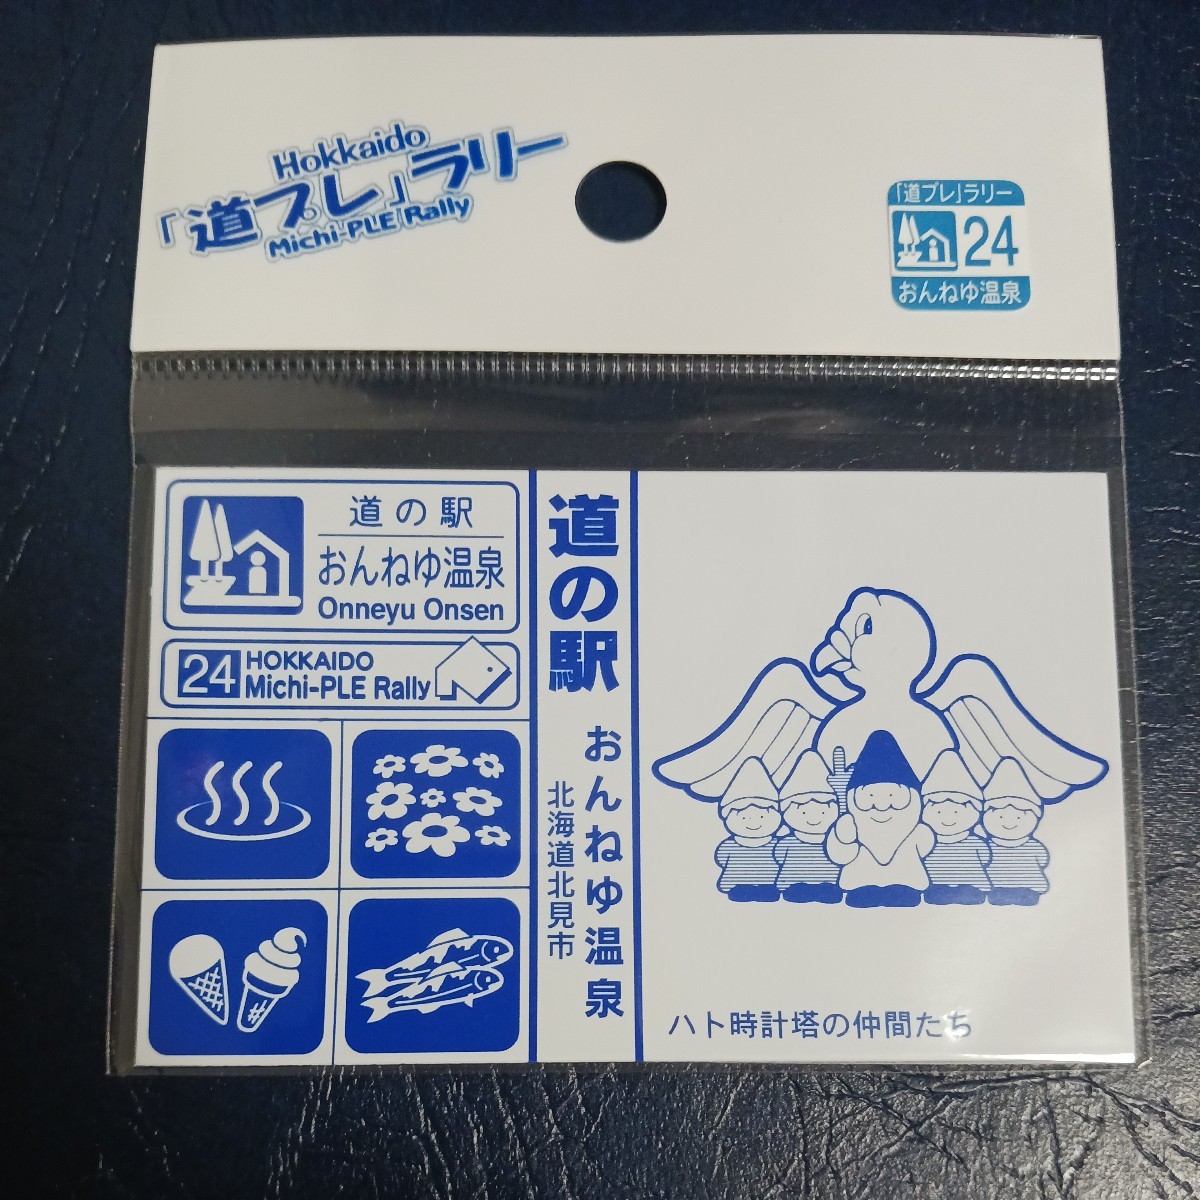 Hokkaido
「道プレ」ラリー
Michi-PLE Rally
「道プレ」ラリー
24
おんねゆ温泉
道の駅
おんねゆ温泉
Onneyu Onsen
24
HOKKAIDO
Michi-PLE Rally
道の駅
おんねゆ温泉
北海道北見市
ハト時計塔の仲間たち